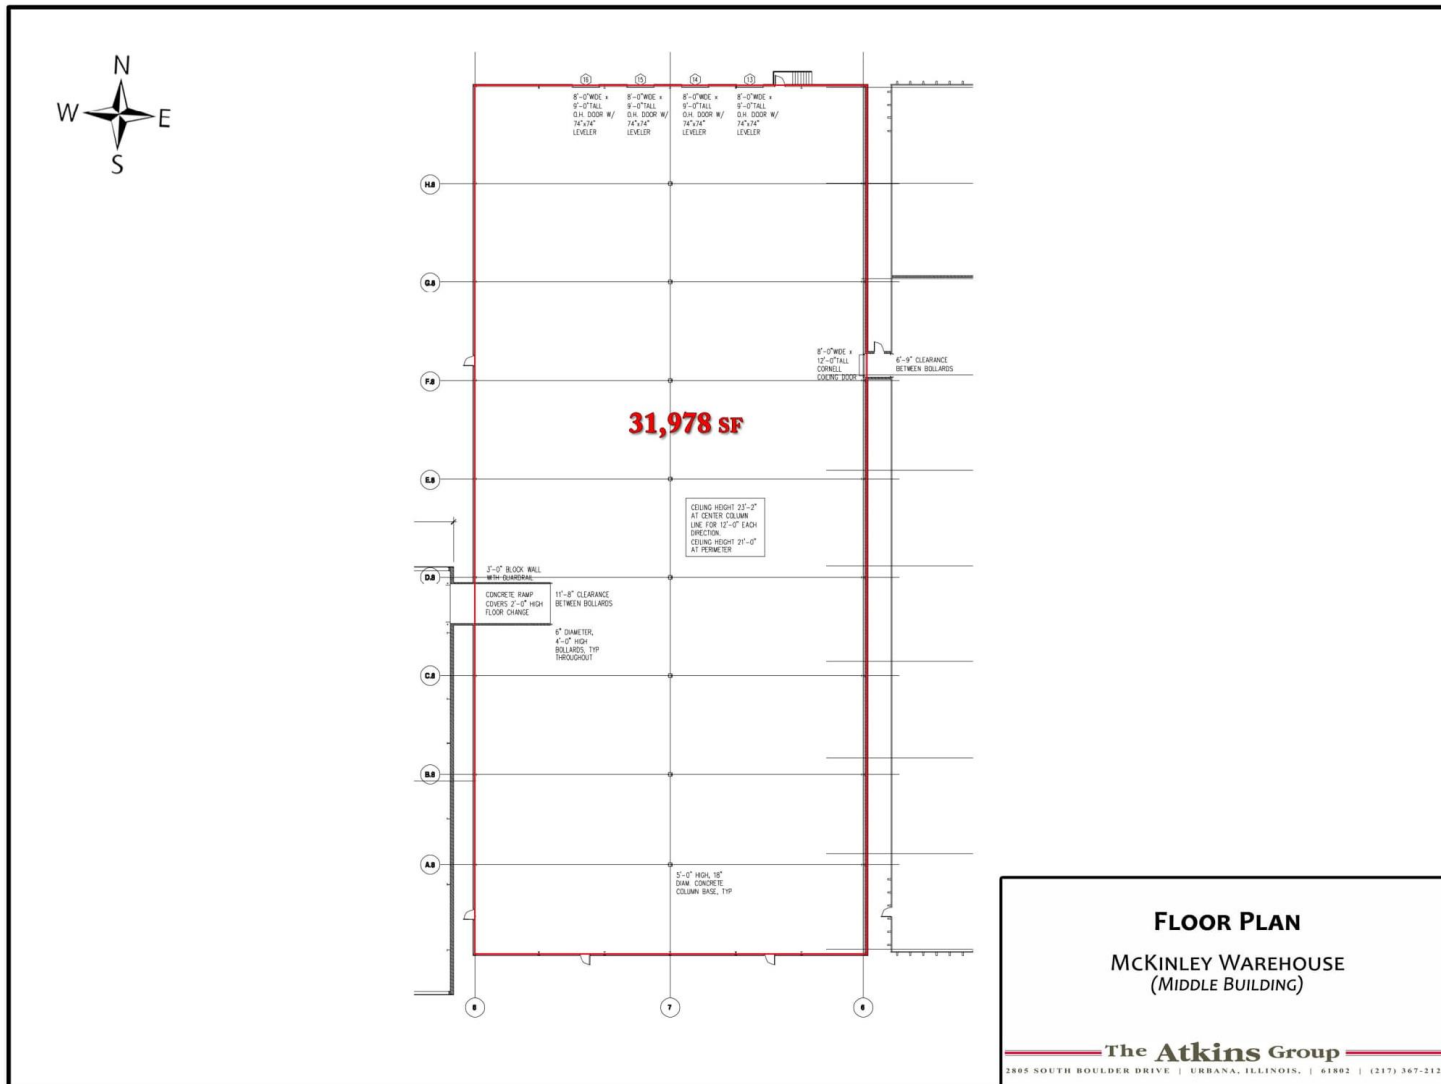 N
W E
S
16 15 14 13
8'-0"WIDE x
9'-0"TALL
O.H. DOOR W/
74"x74"
LEVELER
8'-0"WIDE x
9'-0"TALL
O.H. DOOR W/
74"x74"
LEVELER
8'-0"WIDE x
9'-0"TALL
O.H. DOOR W/
74"x74"
LEVELER
8'-0"WIDE x
9'-0"TALL
O.H. DOOR W/
74"x74"
LEVELER
H.8
G.8
8'-0"WIDE x
12'-0"TALL
CORNELL
COILING DOOR
6'-9" CLEARANCE
BETWEEN BOLLARDS
F.8
31,978 SF
E.8
CEILING HEIGHT 23'-2"
AT CENTER COLUMN
LINE FOR 12'-0" EACH
DIRECTION.
CEILING HEIGHT 21'-0"
AT PERIMETER
3'-0" BLOCK WALL
WITH GUARDRAIL
D.8
CONCRETE RAMP
COVERS 2'-0" HIGH
FLOOR CHANGE
11'-8" CLEARANCE
BETWEEN BOLLARDS
6" DIAMETER,
4'-0" HIGH
BOLLARDS, TYP
THROUGHOUT
C.8
B.8
A.8
5'-0" HIGH, 18"
DIAM. CONCRETE
COLUMN BASE, TYP
7
FLOOR PLAN
MCKINLEY WAREHOUSE
(MIDDLE BUILDING)
The Atkins Group
2805 SOUTH BOULDER DRIVE | URBANA, ILLINOIS, | 61802 | (217) 367-212